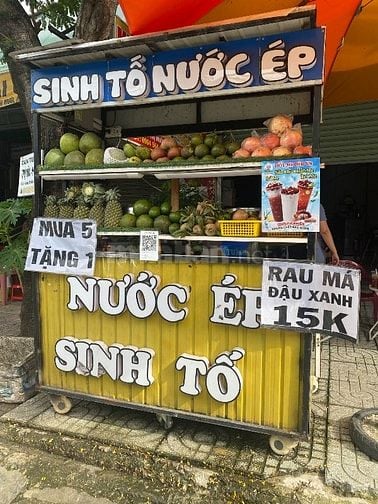 SINH TỐ NƯỚC ÉP
MUA 5
TẶNG 1
RAU MÁ
ĐẬU XANH
15K
NƯỚC ÉP
SINH TỐ